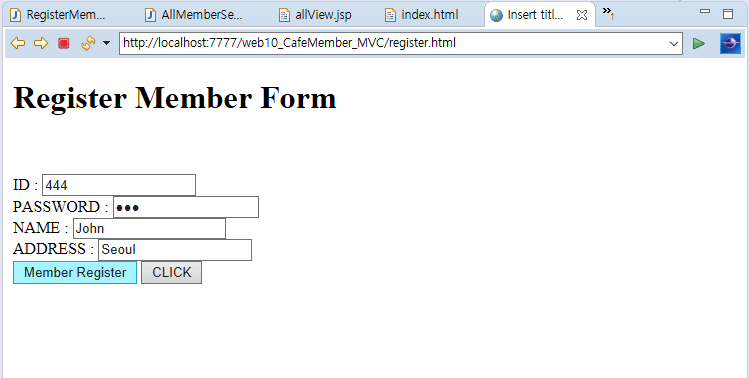 RegisterMem... AllMemberSe... allView.jsp index.html Insert titl... »1
http://localhost:7777/web10_CafeMember_MVC/register.html
Register Member Form
ID : 444
PASSWORD : ●●●
NAME : John
ADDRESS : Seoul
Member Register CLICK